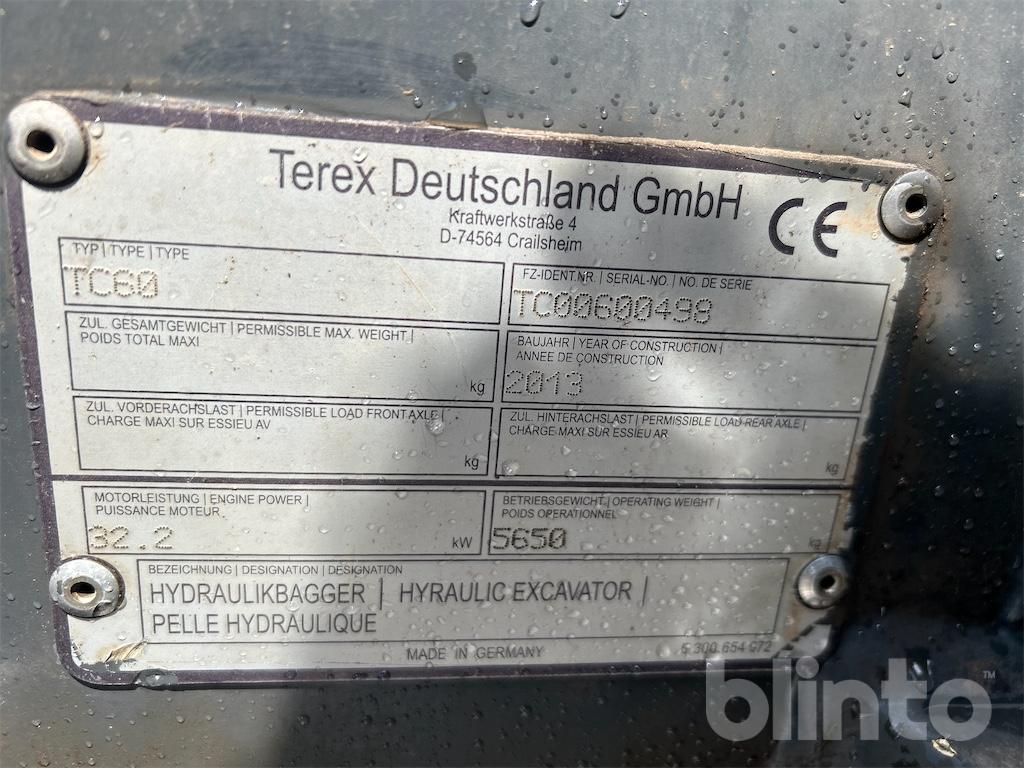 Terex Deutschland GmbH
Kraftwerkstraße 4
D-74564 Crailsheim
CE
TYP | TYPE | TYPE
TC60
FZ-IDENT.NR. | SERIAL-NO. | NO. DE SERIE
TC00600498
ZUL. GESAMTGEWICHT | PERMISSIBLE MAX. WEIGHT |
POIDS TOTAL MAXI
kg
BAUJAHR | YEAR OF CONSTRUCTION |
ANNEE DE CONSTRUCTION
2013
ZUL. VORDERACHSLAST | PERMISSIBLE LOAD FRONT AXLE |
CHARGE MAXI SUR ESSIEU AV
kg
ZUL. HINTERACHSLAST | PERMISSIBLE LOAD REAR AXLE |
CHARGE MAXI SUR ESSIEU AR
kg
MOTORLEISTUNG | ENGINE POWER |
PUISSANCE MOTEUR
32.2
kW
BETRIEBSGEWICHT | OPERATING WEIGHT |
POIDS OPERATIONNEL
5650
kg
BEZEICHNUNG | DESIGNATION | DESIGNATION
HYDRAULIKBAGGER | HYRAULIC EXCAVATOR |
PELLE HYDRAULIQUE
MADE IN GERMANY
5 300 654 972
blinto™